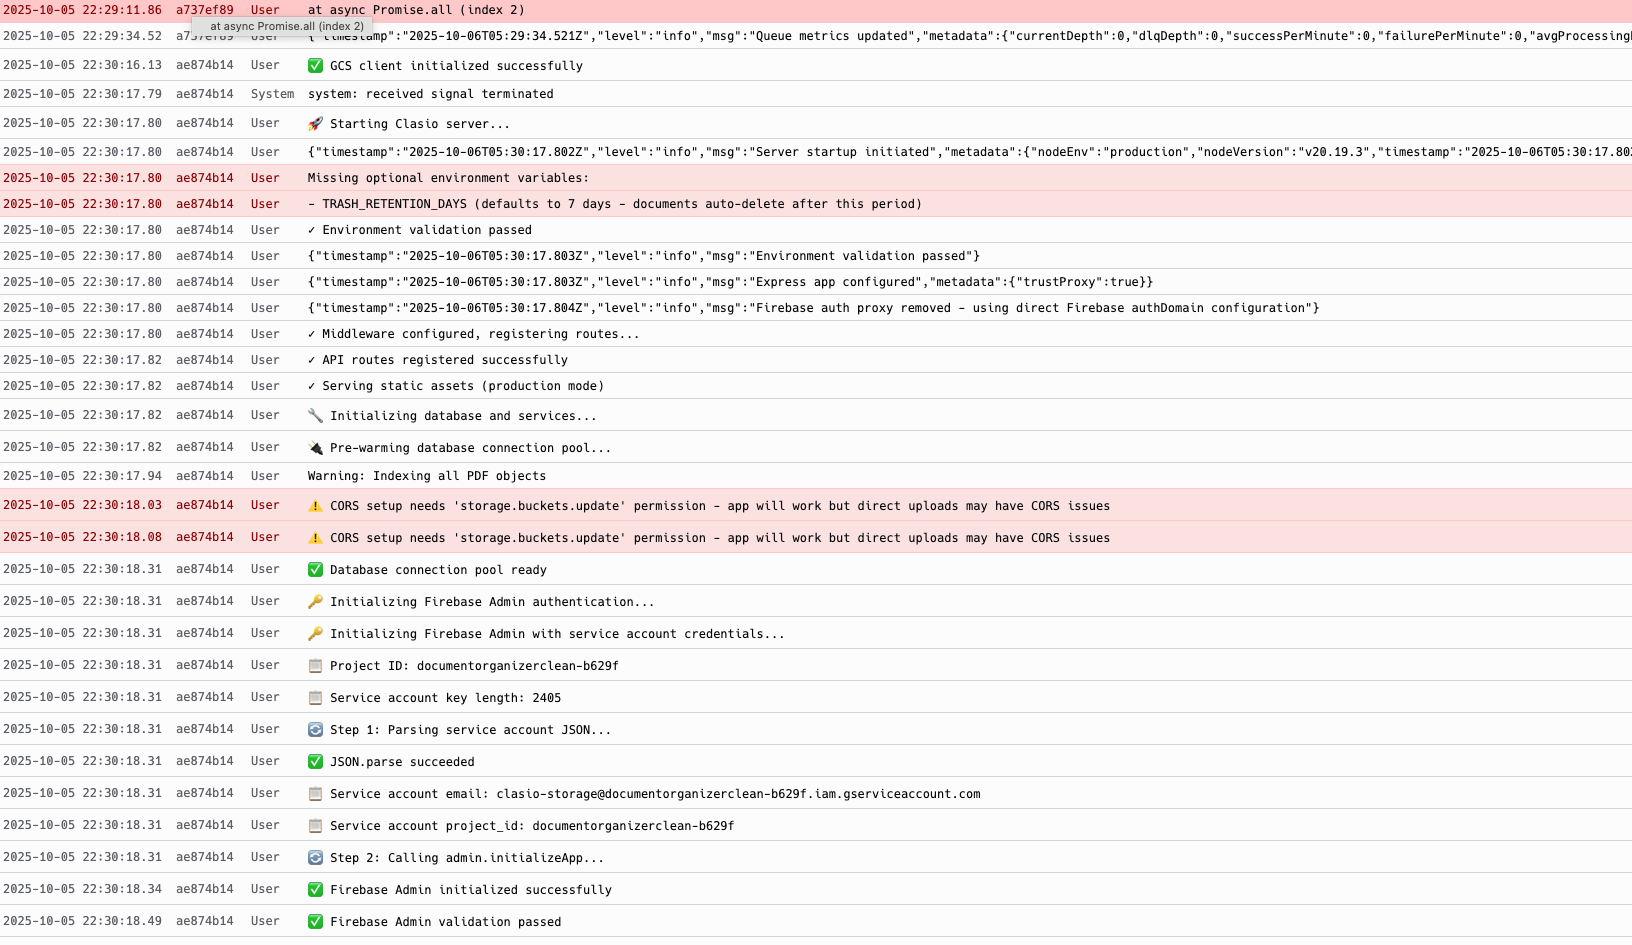 2025-10-05 22:29:11.86 a737ef89 User at async Promise.all (index 2)
at async Promise.all (index 2)
2025-10-05 22:29:34.52 a737ef89 User {"timestamp":"2025-10-06T05:29:34.521Z","level":"info","msg":"Queue metrics updated","metadata":{"currentDepth":0,"dlqDepth":0,"successPerMinute":0,"failurePerMinute":0,"avgProcessing
2025-10-05 22:30:16.13 ae874b14 User ✅ GCS client initialized successfully
2025-10-05 22:30:17.79 ae874b14 System system: received signal terminated
2025-10-05 22:30:17.80 ae874b14 User 🚀 Starting Clasio server...
2025-10-05 22:30:17.80 ae874b14 User {"timestamp":"2025-10-06T05:30:17.802Z","level":"info","msg":"Server startup initiated","metadata":{"nodeEnv":"production","nodeVersion":"v20.19.3","timestamp":"2025-10-06T05:30:17.802
2025-10-05 22:30:17.80 ae874b14 User Missing optional environment variables:
2025-10-05 22:30:17.80 ae874b14 User - TRASH_RETENTION_DAYS (defaults to 7 days - documents auto-delete after this period)
2025-10-05 22:30:17.80 ae874b14 User ✓ Environment validation passed
2025-10-05 22:30:17.80 ae874b14 User {"timestamp":"2025-10-06T05:30:17.803Z","level":"info","msg":"Environment validation passed"}
2025-10-05 22:30:17.80 ae874b14 User {"timestamp":"2025-10-06T05:30:17.803Z","level":"info","msg":"Express app configured","metadata":{"trustProxy":true}}
2025-10-05 22:30:17.80 ae874b14 User {"timestamp":"2025-10-06T05:30:17.804Z","level":"info","msg":"Firebase auth proxy removed - using direct Firebase authDomain configuration"}
2025-10-05 22:30:17.80 ae874b14 User ✓ Middleware configured, registering routes...
2025-10-05 22:30:17.82 ae874b14 User ✓ API routes registered successfully
2025-10-05 22:30:17.82 ae874b14 User ✓ Serving static assets (production mode)
2025-10-05 22:30:17.82 ae874b14 User 🔧 Initializing database and services...
2025-10-05 22:30:17.82 ae874b14 User 🔌 Pre-warming database connection pool...
2025-10-05 22:30:17.94 ae874b14 User Warning: Indexing all PDF objects
2025-10-05 22:30:18.03 ae874b14 User ⚠️ CORS setup needs 'storage.buckets.update' permission - app will work but direct uploads may have CORS issues
2025-10-05 22:30:18.08 ae874b14 User ⚠️ CORS setup needs 'storage.buckets.update' permission - app will work but direct uploads may have CORS issues
2025-10-05 22:30:18.31 ae874b14 User ✅ Database connection pool ready
2025-10-05 22:30:18.31 ae874b14 User 🔑 Initializing Firebase Admin authentication...
2025-10-05 22:30:18.31 ae874b14 User 🔑 Initializing Firebase Admin with service account credentials...
2025-10-05 22:30:18.31 ae874b14 User 📋 Project ID: documentorganizerclean-b629f
2025-10-05 22:30:18.31 ae874b14 User 📋 Service account key length: 2405
2025-10-05 22:30:18.31 ae874b14 User 🔄 Step 1: Parsing service account JSON...
2025-10-05 22:30:18.31 ae874b14 User ✅ JSON.parse succeeded
2025-10-05 22:30:18.31 ae874b14 User 📋 Service account email: clasio-storage@documentorganizerclean-b629f.iam.gserviceaccount.com
2025-10-05 22:30:18.31 ae874b14 User 📋 Service account project_id: documentorganizerclean-b629f
2025-10-05 22:30:18.31 ae874b14 User 🔄 Step 2: Calling admin.initializeApp...
2025-10-05 22:30:18.34 ae874b14 User ✅ Firebase Admin initialized successfully
2025-10-05 22:30:18.49 ae874b14 User ✅ Firebase Admin validation passed